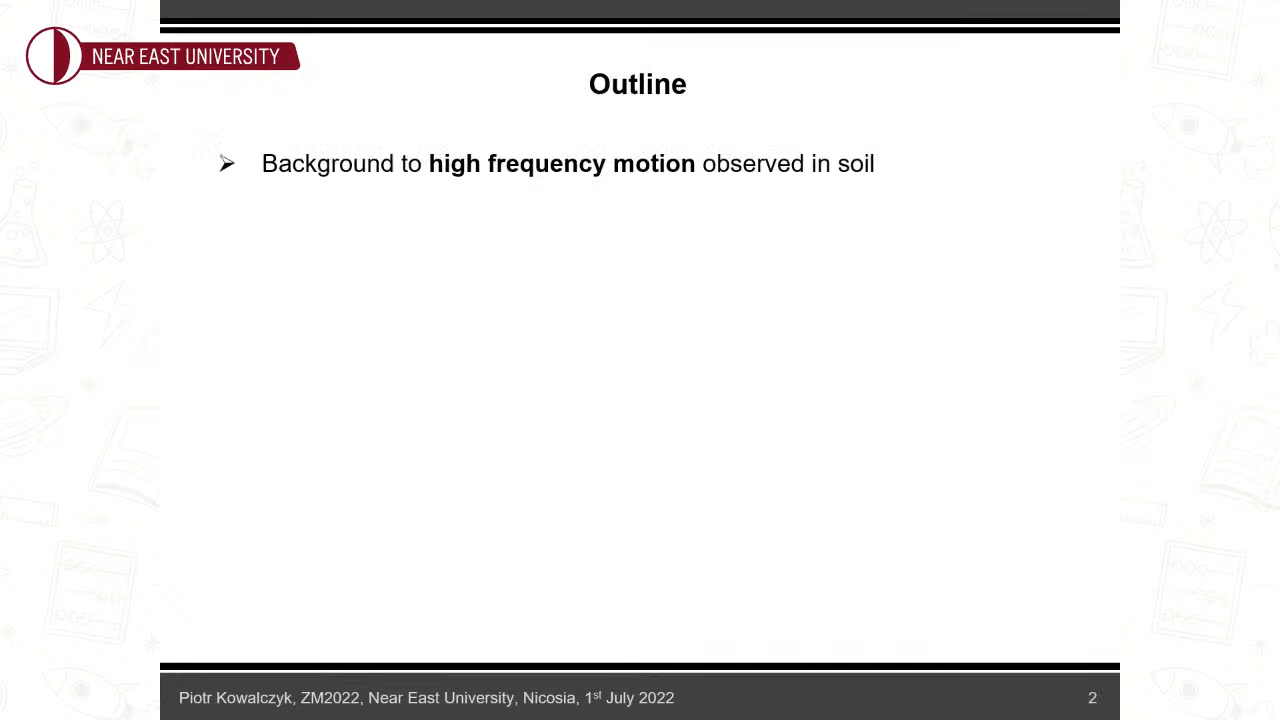 NEAR EAST UNIVERSITY
Outline
➢ Background to high frequency motion observed in soil
Piotr Kowalczyk, ZM2022, Near East University, Nicosia, 1st July 2022
2